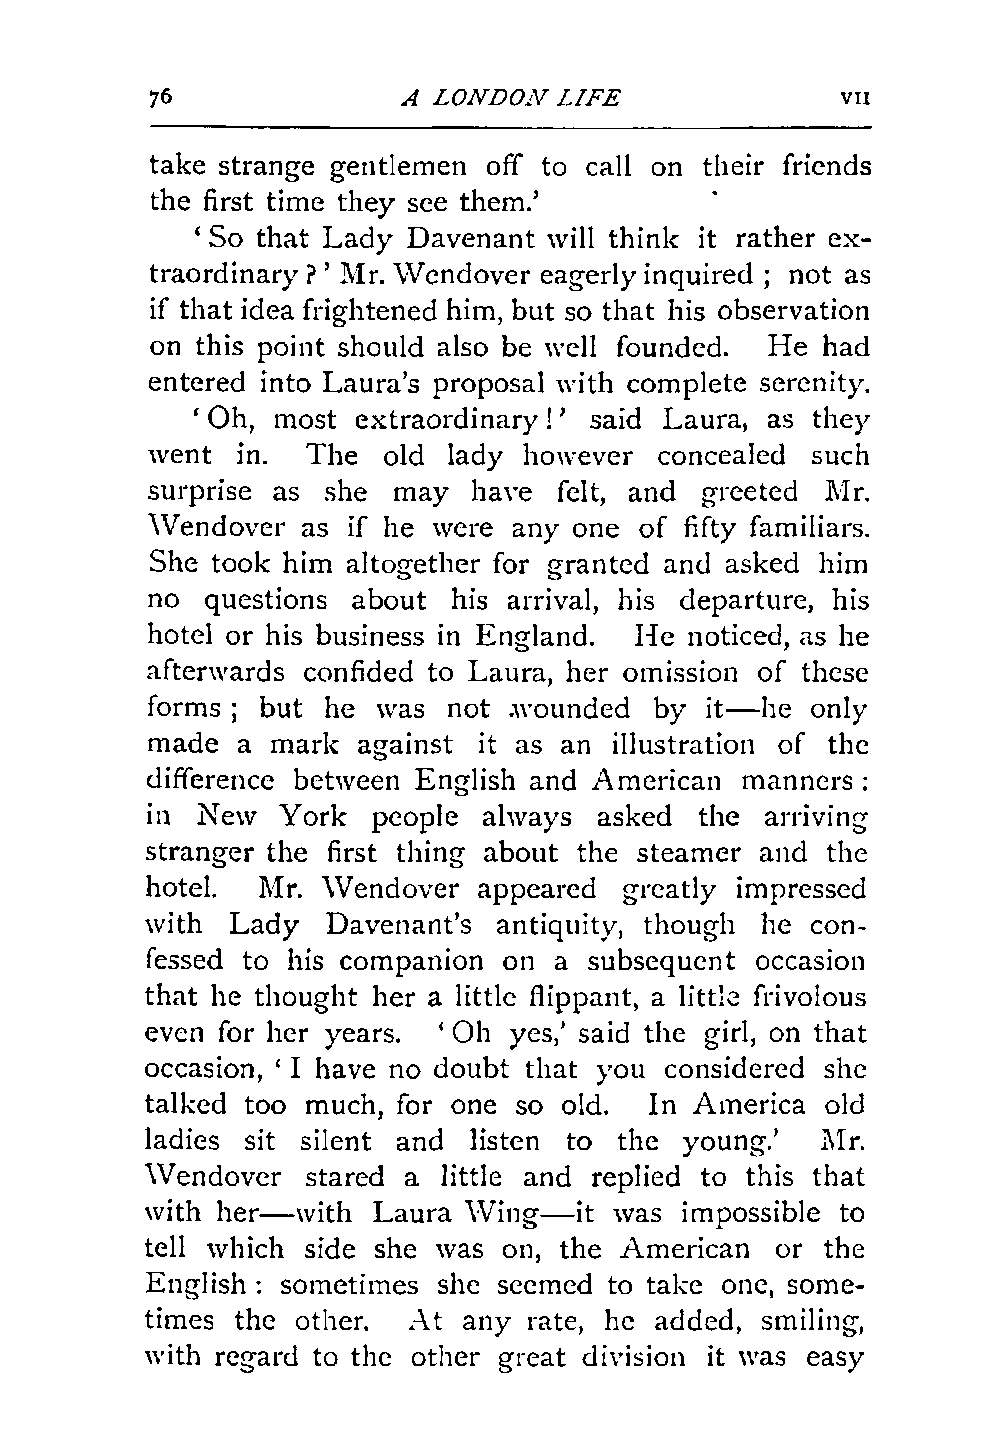 76 A LONDON LIFE VII
take strange gentlemen off to call on their friends
the first time they see them.’
‘So that Lady Davenant will think it rather ex-
traordinary?’ Mr. Wendover eagerly inquired; not as
if that idea frightened him, but so that his observation
on this point should also be well founded. He had
entered into Laura’s proposal with complete serenity.
‘Oh, most extraordinary!’ said Laura, as they
went in. The old lady however concealed such
surprise as she may have felt, and greeted Mr.
Wendover as if he were any one of fifty familiars.
She took him altogether for granted and asked him
no questions about his arrival, his departure, his
hotel or his business in England. He noticed, as he
afterwards confided to Laura, her omission of these
forms; but he was not wounded by it—he only
made a mark against it as an illustration of the
difference between English and American manners:
in New York people always asked the arriving
stranger the first thing about the steamer and the
hotel. Mr. Wendover appeared greatly impressed
with Lady Davenant’s antiquity, though he con-
fessed to his companion on a subsequent occasion
that he thought her a little flippant, a little frivolous
even for her years. ‘Oh yes,’ said the girl, on that
occasion, ‘I have no doubt that you considered she
talked too much, for one so old. In America old
ladies sit silent and listen to the young.’ Mr.
Wendover stared a little and replied to this that
with her—with Laura Wing—it was impossible to
tell which side she was on, the American or the
English: sometimes she seemed to take one, some-
times the other. At any rate, he added, smiling,
with regard to the other great division it was easy